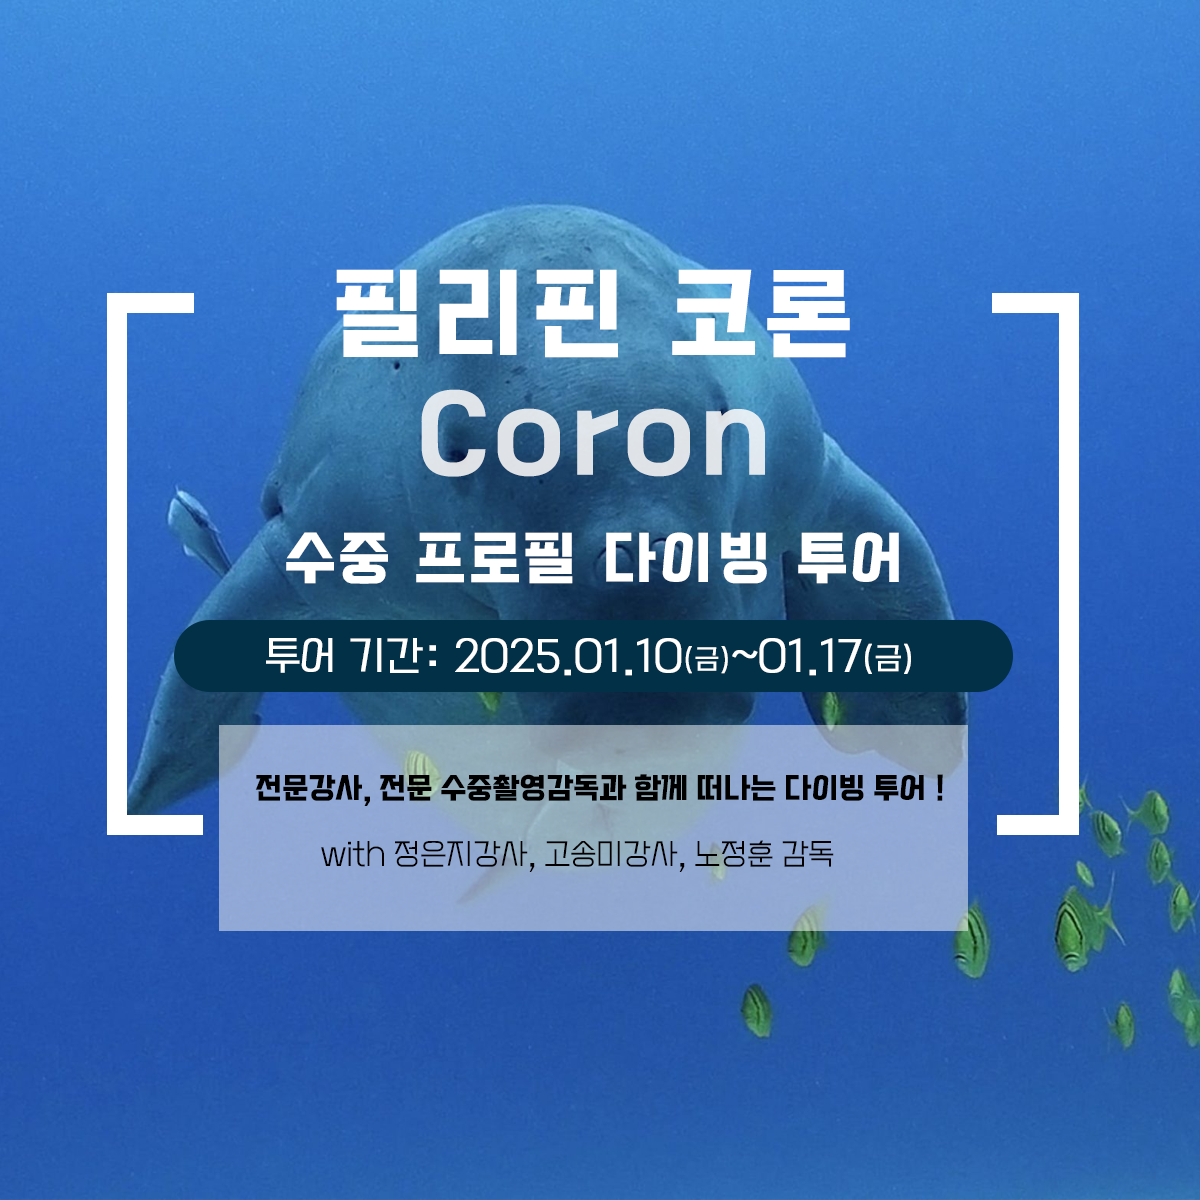 필리핀 코론
Coron
수중 프로필 다이빙 투어
투어 기간: 2025.01.10(금)~01.17(금)
전문강사, 전문 수중촬영감독과 함께 떠나는 다이빙 투어 !
with 정은지강사, 고송미강사, 노정훈 감독